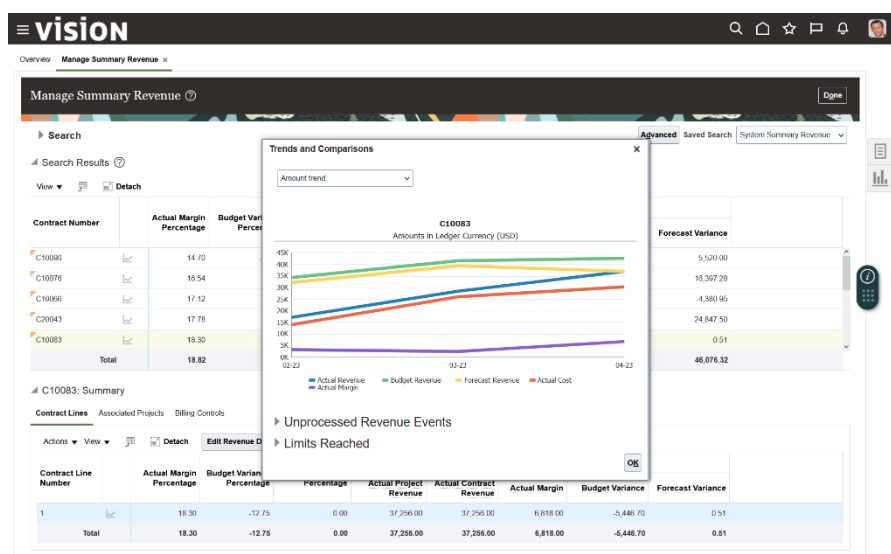 vision
Overview Manage Summary Revenue ×
Manage Summary Revenue
Done
Search
Advanced Saved Search System Summary Revenue
Search Results
View Detach
Contract Number Actual Margin Percentage Forecast Variance
C10090 14.70 5,520.00
C10076 16.54 16,397.28
C10066 17.12 -4,380.95
C20043 17.78 24,847.50
C10083 18.30 0.51
Total 18.82 46,076.32
Trends and Comparisons ×
Amount trend
C10083
Amounts in Ledger Currency (USD)
45K
40K
35K
30K
25K
20K
15K
10K
5K
0K
02-23 03-23 04-23
Actual Revenue Budget Revenue Forecast Revenue Actual Cost
Actual Margin
Unprocessed Revenue Events
Limits Reached
OK
C10083: Summary
Contract Lines Associated Projects Billing Controls
Actions View Detach Edit Revenue D
Contract Line Number Actual Margin Percentage Percentage Percentage Actual Project Revenue Actual Contract Revenue Actual Margin Budget Variance Forecast Variance
1 18.30 -12.75 0.00 37,256.00 37,256.00 6,818.00 -5,446.70 0.51
Total 18.30 -12.75 0.00 37,256.00 37,256.00 6,818.00 -5,446.70 0.51